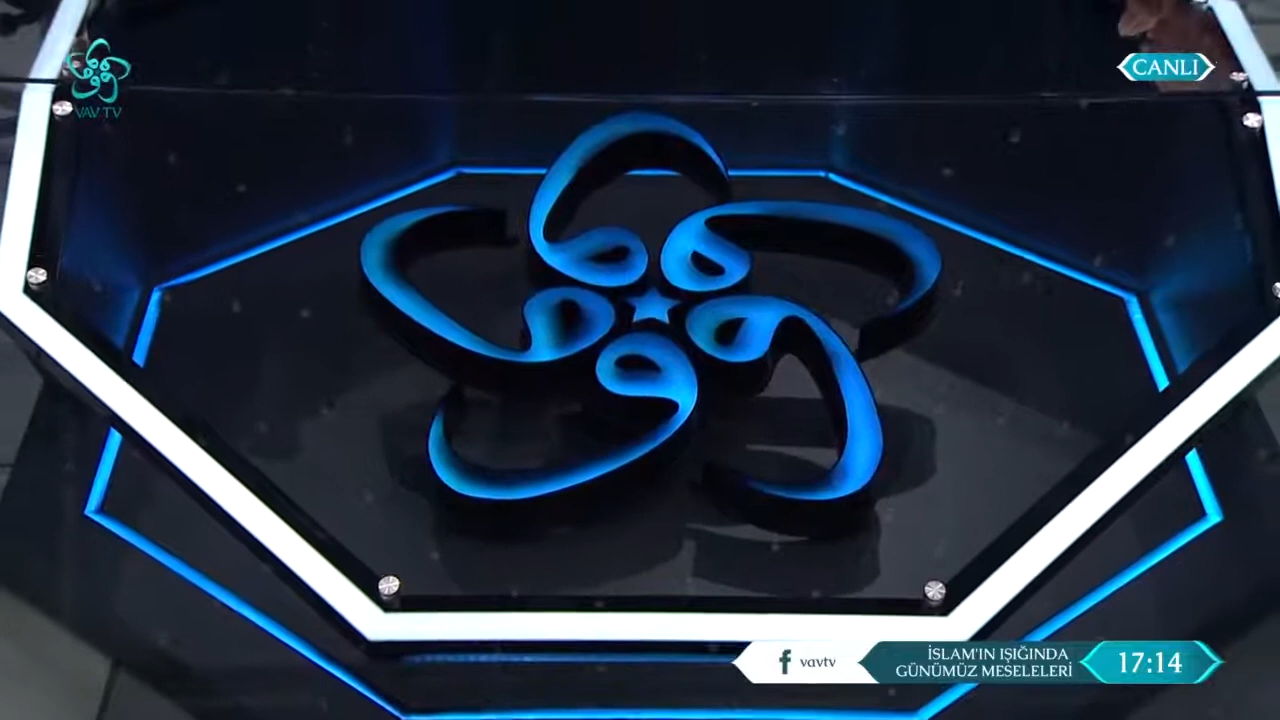 VAV TV
CANLI
vavtv
İSLAM'IN IŞIĞINDA
GÜNÜMÜZ MESELELERİ
17:14